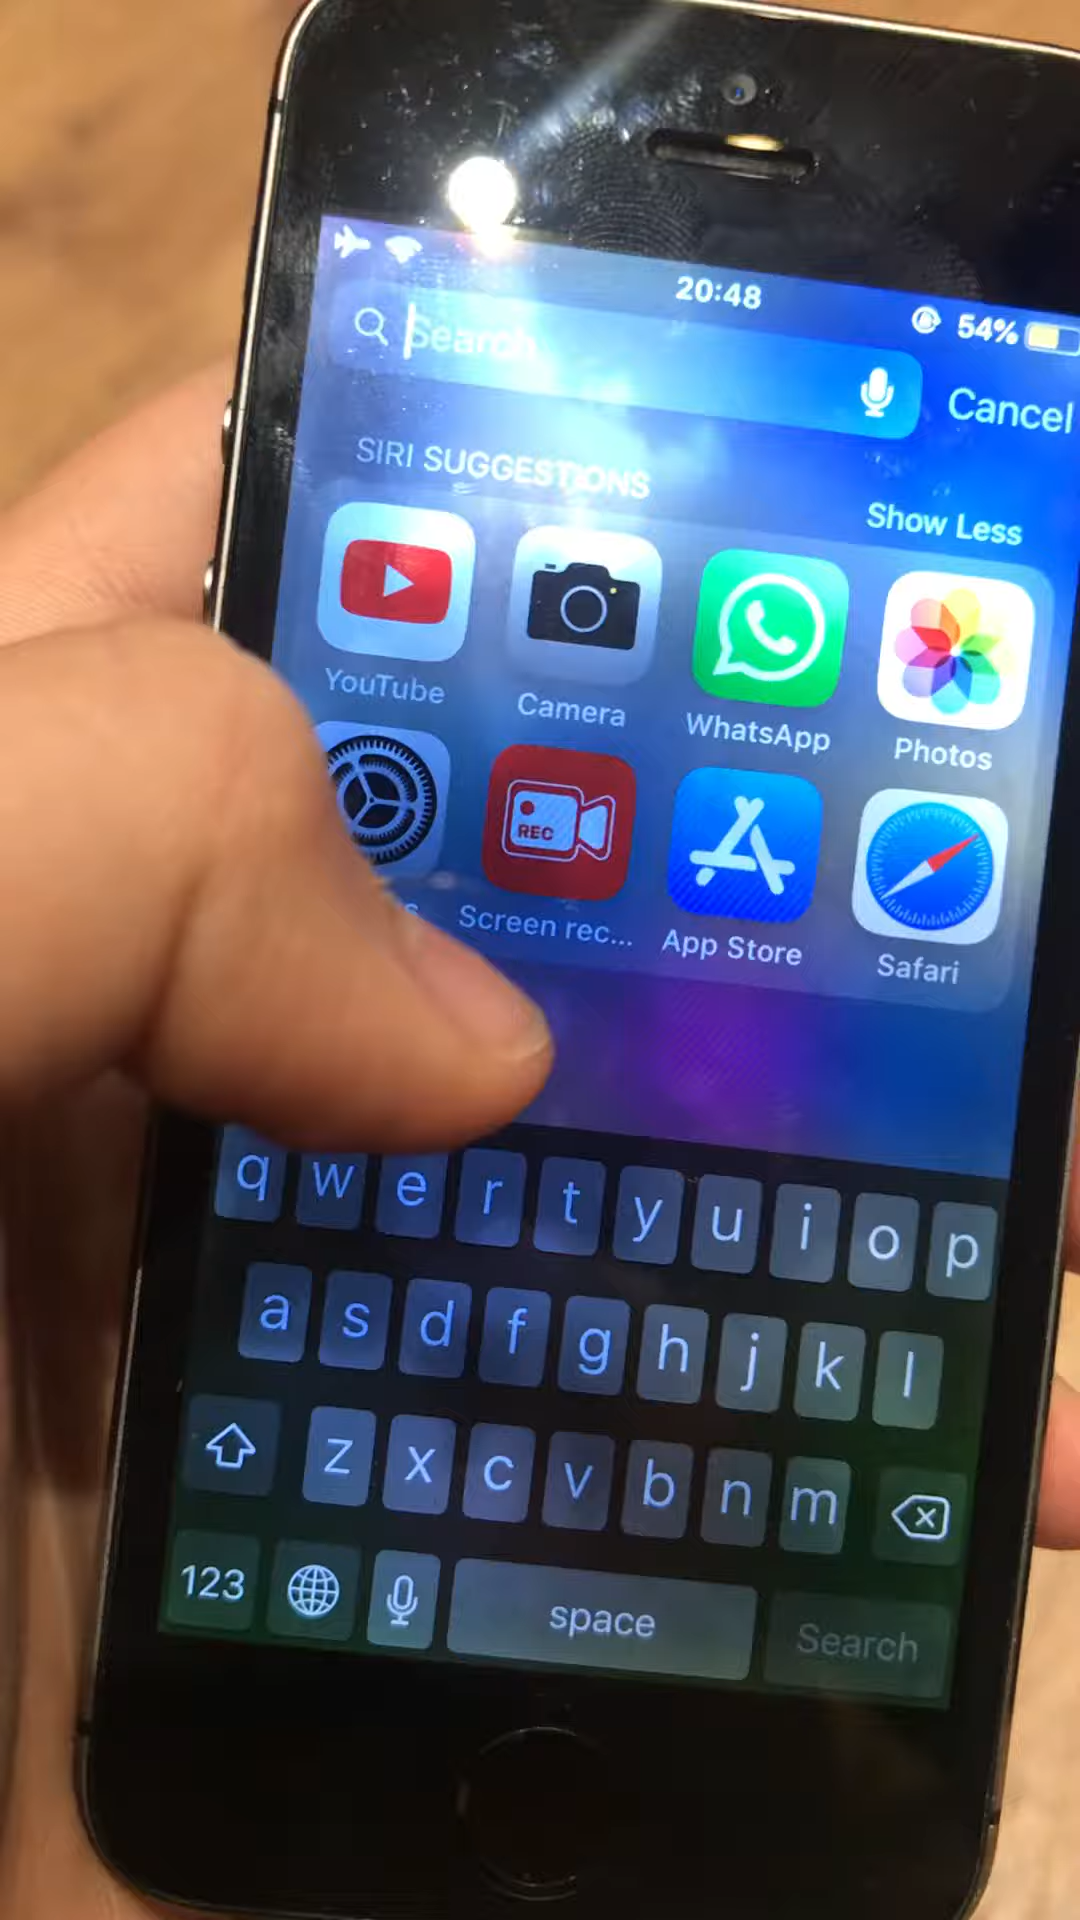 20:48
54%
Search
Cancel
SIRI SUGGESTIONS
Show Less
YouTube
Camera
WhatsApp
Photos
REC
Screen rec...
App Store
Safari
q w e r t y u i o p
a s d f g h j k l
z x c v b n m
123
space
Search